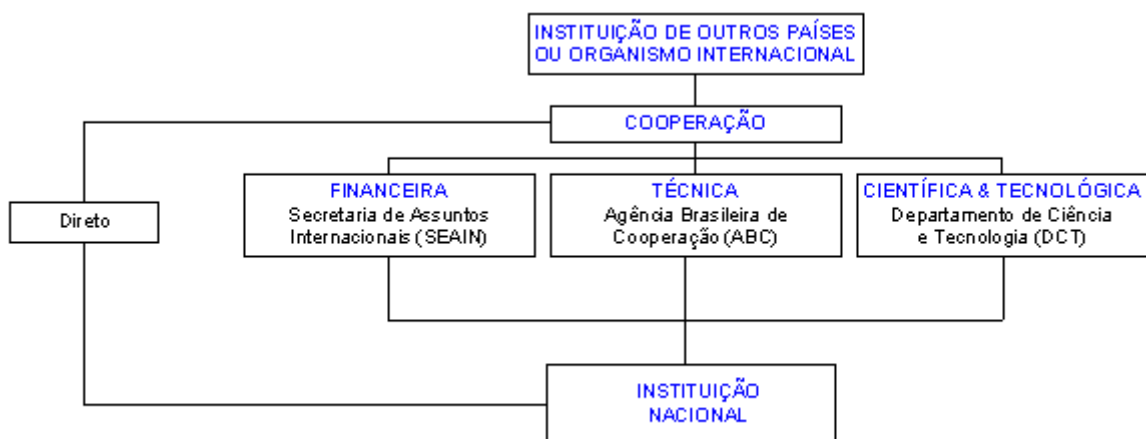 INSTITUIÇÃO DE OUTROS PAÍSES
OU ORGANISMO INTERNACIONAL
COOPERAÇÃO
FINANCEIRA
Secretaria de Assuntos
Internacionais (SEAIN)
TÉCNICA
Agência Brasileira de
Cooperação (ABC)
CIENTÍFICA & TECNOLÓGICA
Departamento de Ciência
e Tecnologia (DCT)
Direto
INSTITUIÇÃO
NACIONAL